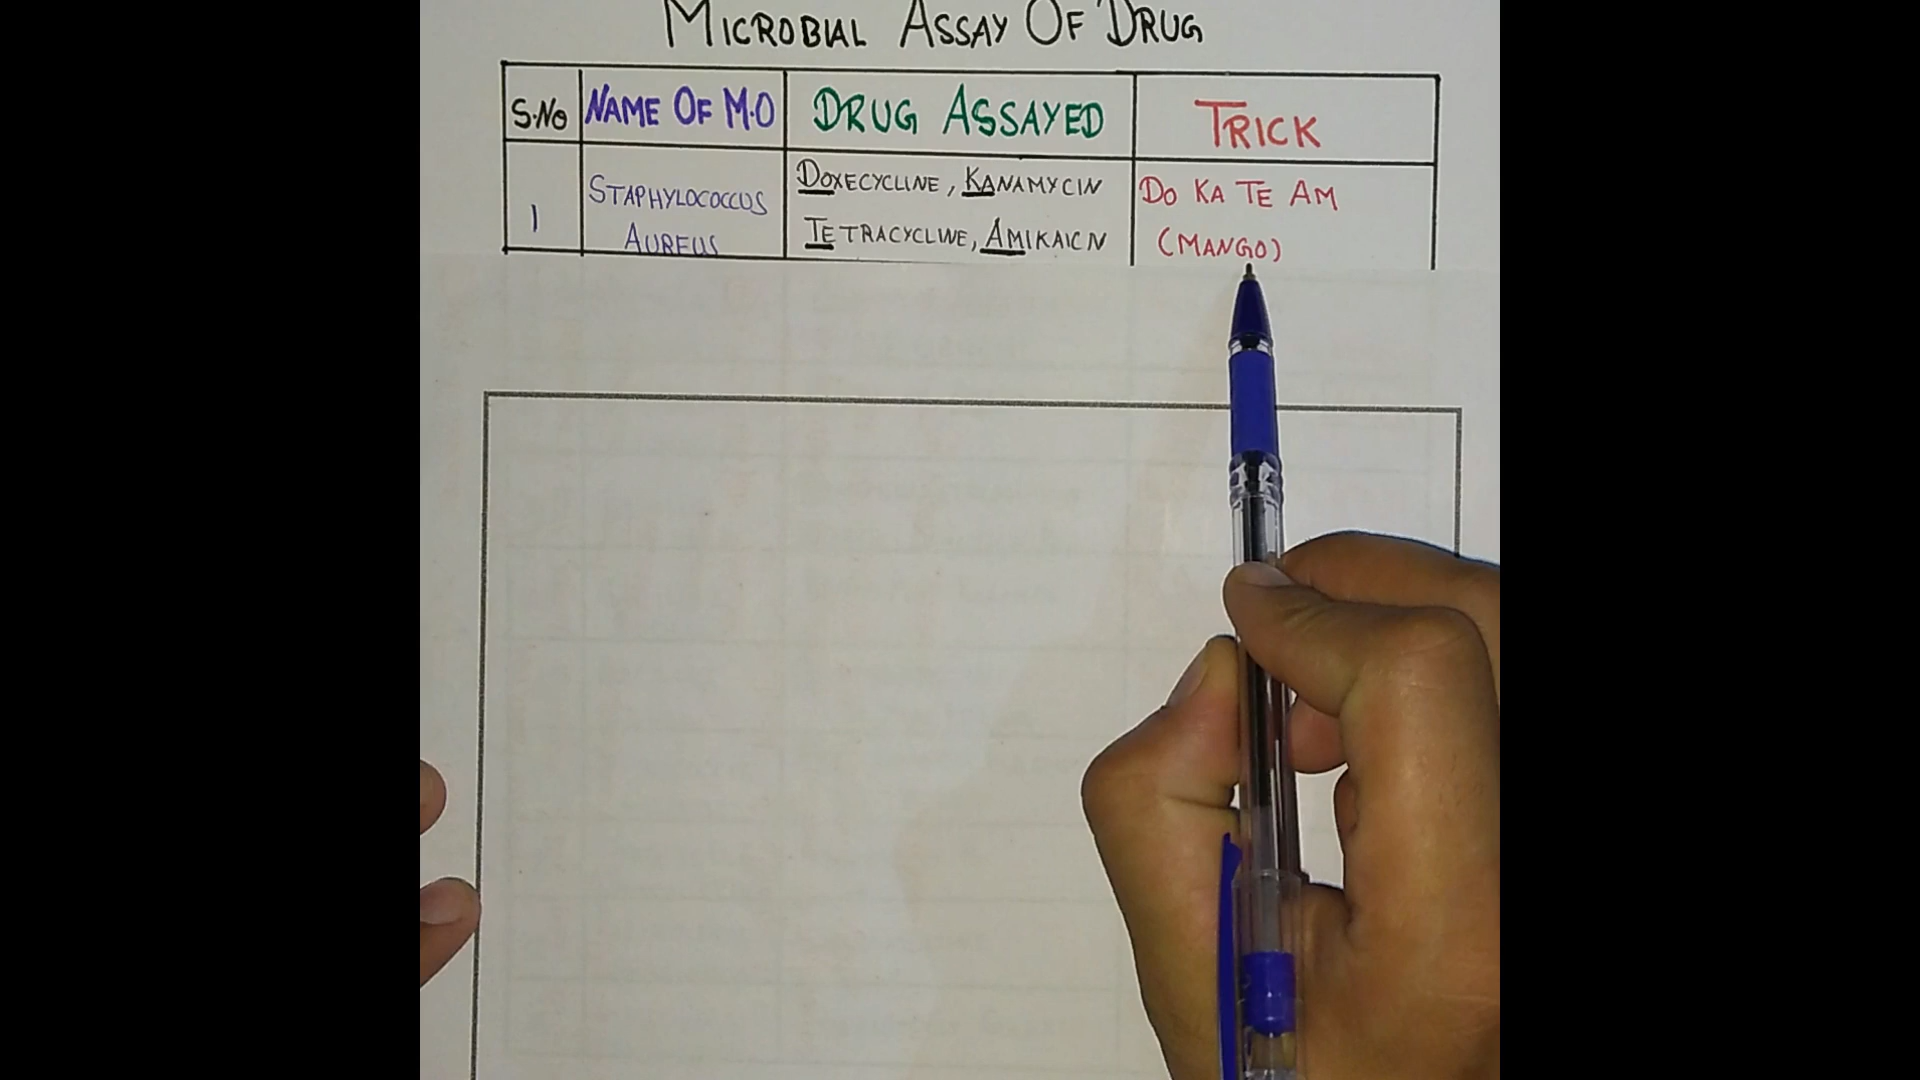 MICROBIAL ASSAY OF DRUG
S.NO NAME OF M.O DRUG ASSAYED TRICK
1 STAPHYLOCOCCUS AUREUS DOXECYCLINE, KANAMYCIN DO KA TE AM
TETRACYCLINE, AMIKAICN (MANGO)